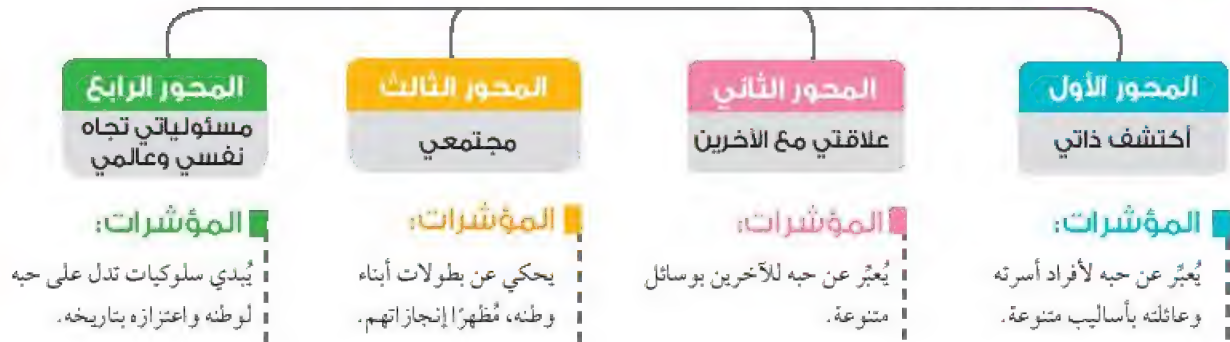 المحور الأول
أكتشف ذاتي
المؤشرات:
يُعبِّر عن حبه لأفراد أسرته
وعائلته بأساليب متنوعة.
المحور الثاني
علاقتي مع الآخرين
المؤشرات:
يُعبِّر عن حبه للآخرين بوسائل
متنوعة.
المحور الثالث
مجتمعي
المؤشرات:
يحكي عن بطولات أبناء
وطنه، مُظهرًا إنجازاتهم.
المحور الرابع
مسئولياتي تجاه
نفسي وعالمي
المؤشرات:
يُبدي سلوكيات تدل على حبه
لوطنه واعتزازه بتاريخه.